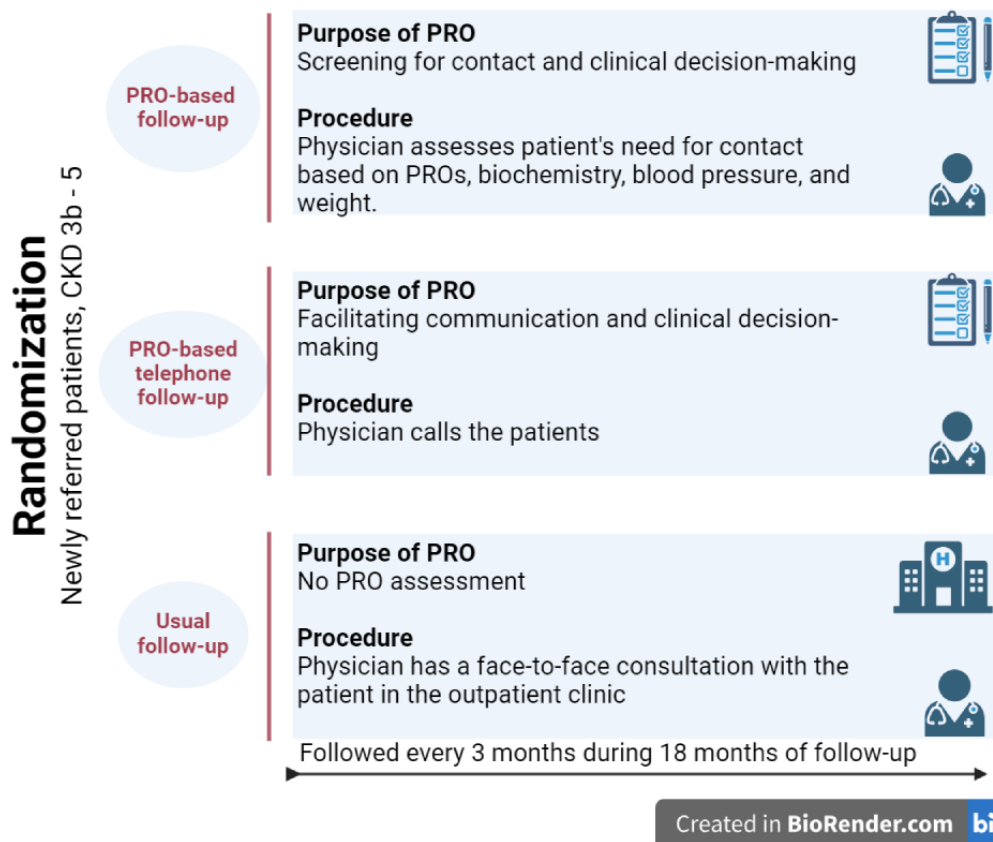 Randomization
Newly referred patients, CKD 3b - 5
PRO-based
follow-up
Purpose of PRO
Screening for contact and clinical decision-making
Procedure
Physician assesses patient's need for contact
based on PROs, biochemistry, blood pressure, and
weight.
PRO-based
telephone
follow-up
Purpose of PRO
Facilitating communication and clinical decision-
making
Procedure
Physician calls the patients
Usual
follow-up
Purpose of PRO
No PRO assessment
H
Procedure
Physician has a face-to-face consultation with the
patient in the outpatient clinic
Followed every 3 months during 18 months of follow-up
Created in BioRender.com bi